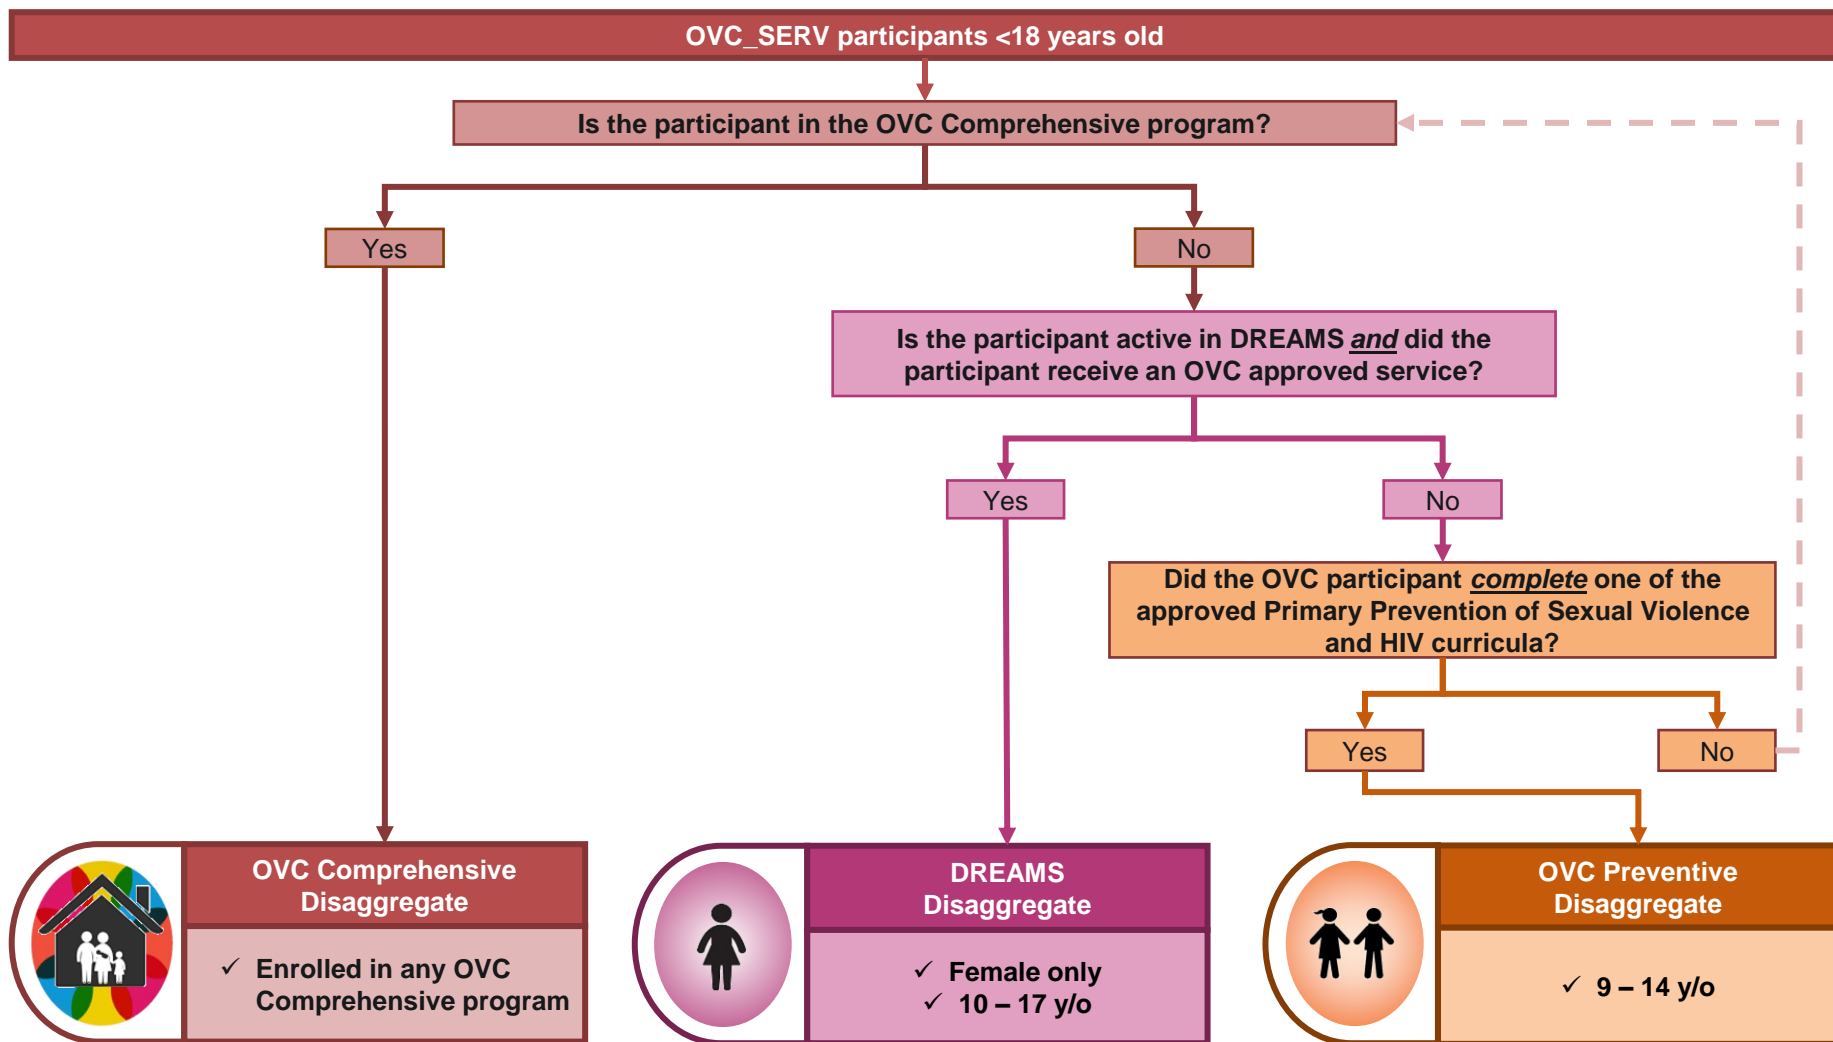 OVC_SERV participants <18 years old
Is the participant in the OVC Comprehensive program?
Yes
No
Is the participant active in DREAMS and did the
participant receive an OVC approved service?
Yes
No
Did the OVC participant complete one of the
approved Primary Prevention of Sexual Violence
and HIV curricula?
Yes
No
OVC Comprehensive
Disaggregate
✓ Enrolled in any OVC
Comprehensive program
DREAMS
Disaggregate
✓ Female only
✓ 10 – 17 y/o
OVC Preventive
Disaggregate
✓ 9 – 14 y/o